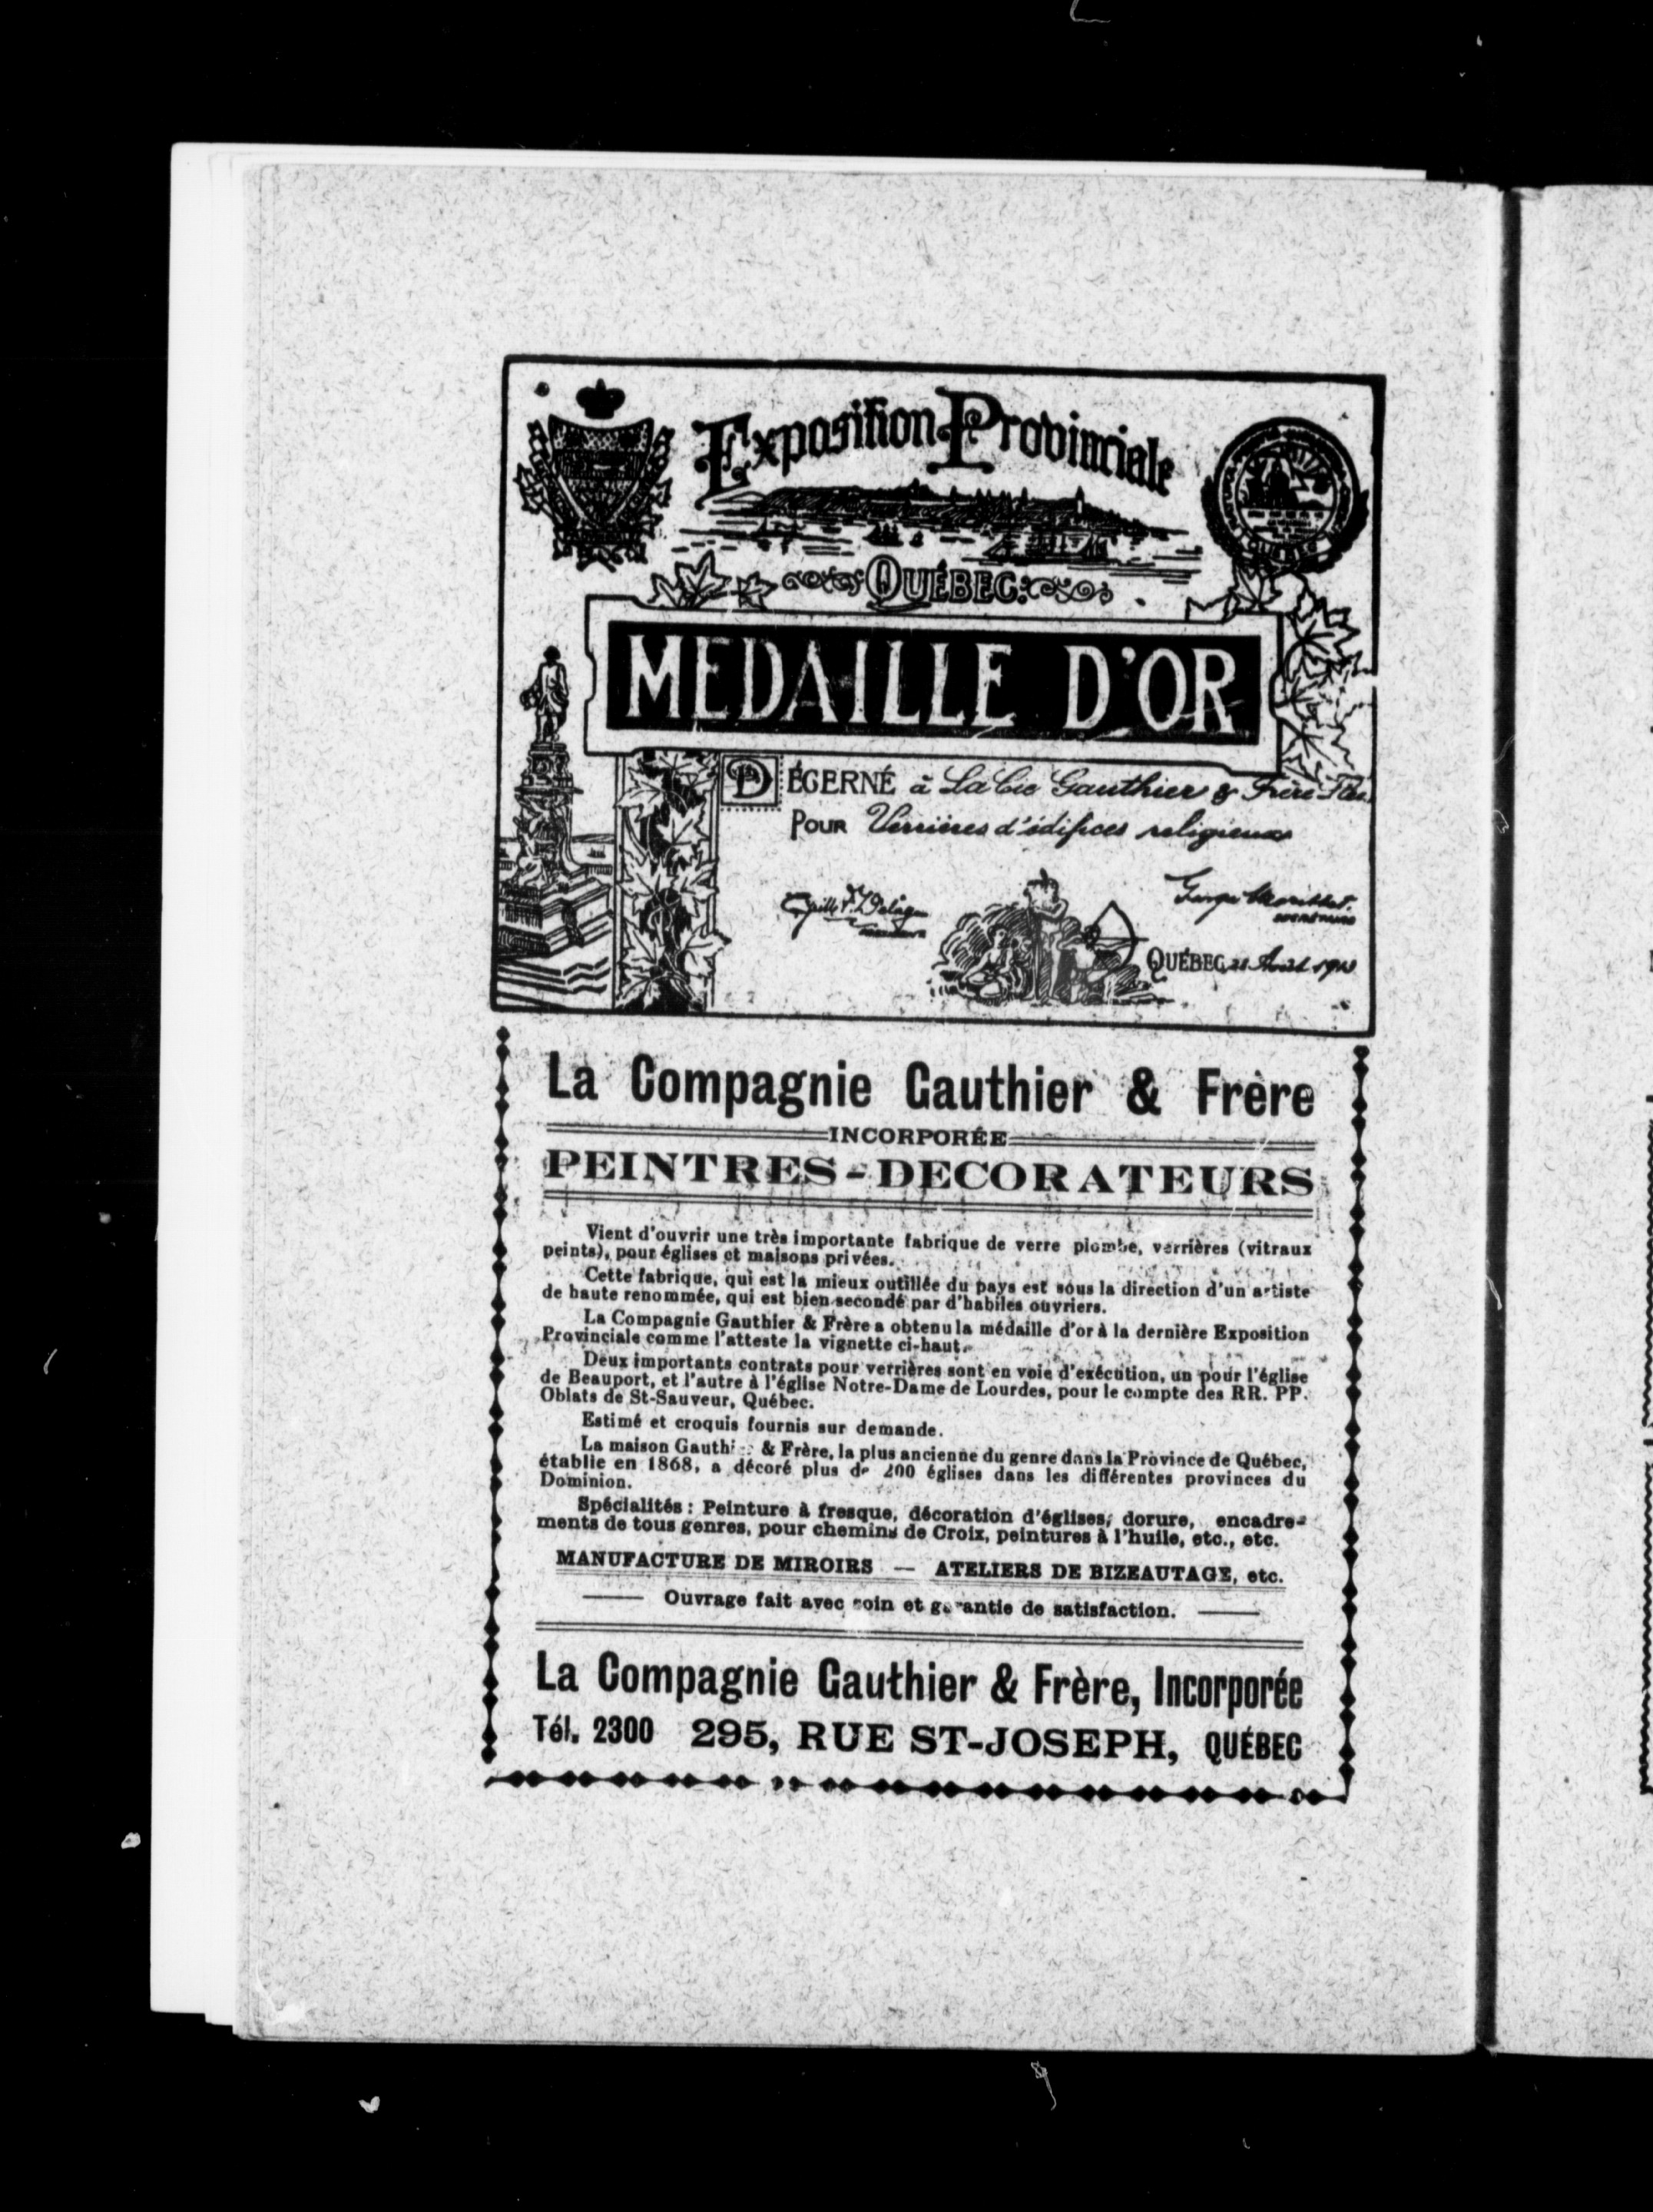 Exposition Provinciale
QUÉBEC
QUÉBEC.
MEDAILLE D'OR
DÉCERNÉ à La Cie Gauthier & Frère
POUR Verrières d'édifices religieux
QUÉBEC, Août
La Compagnie Gauthier & Frère
INCORPORÉE
PEINTRES-DECORATEURS
Vient d'ouvrir une très importante fabrique de verre plombé, verrières (vitraux
peints), pour églises et maisons privées.
Cette fabrique, qui est la mieux outillée du pays est sous la direction d'un artiste
de haute renommée, qui est bien secondé par d'habiles ouvriers.
La Compagnie Gauthier & Frère a obtenu la médaille d'or à la dernière Exposition
Provinciale comme l'atteste la vignette ci-haut.
Deux importants contrats pour verrières sont en voie d'exécution, un pour l'église
de Beauport, et l'autre à l'église Notre-Dame de Lourdes, pour le compte des RR. PP.
Oblats de St-Sauveur, Québec.
Estimé et croquis fournis sur demande.
La maison Gauthier & Frère, la plus ancienne du genre dans la Province de Québec,
établie en 1868, a décoré plus de 200 églises dans les différentes provinces du
Dominion.
Spécialités : Peinture à fresque, décoration d'églises, dorure, encadre-
ments de tous genres, pour chemins de Croix, peintures à l'huile, etc., etc.
MANUFACTURE DE MIROIRS — ATELIERS DE BIZEAUTAGE, etc.
Ouvrage fait avec soin et garantie de satisfaction.
La Compagnie Gauthier & Frère, Incorporée
Tél. 2300 295, RUE ST-JOSEPH, QUÉBEC